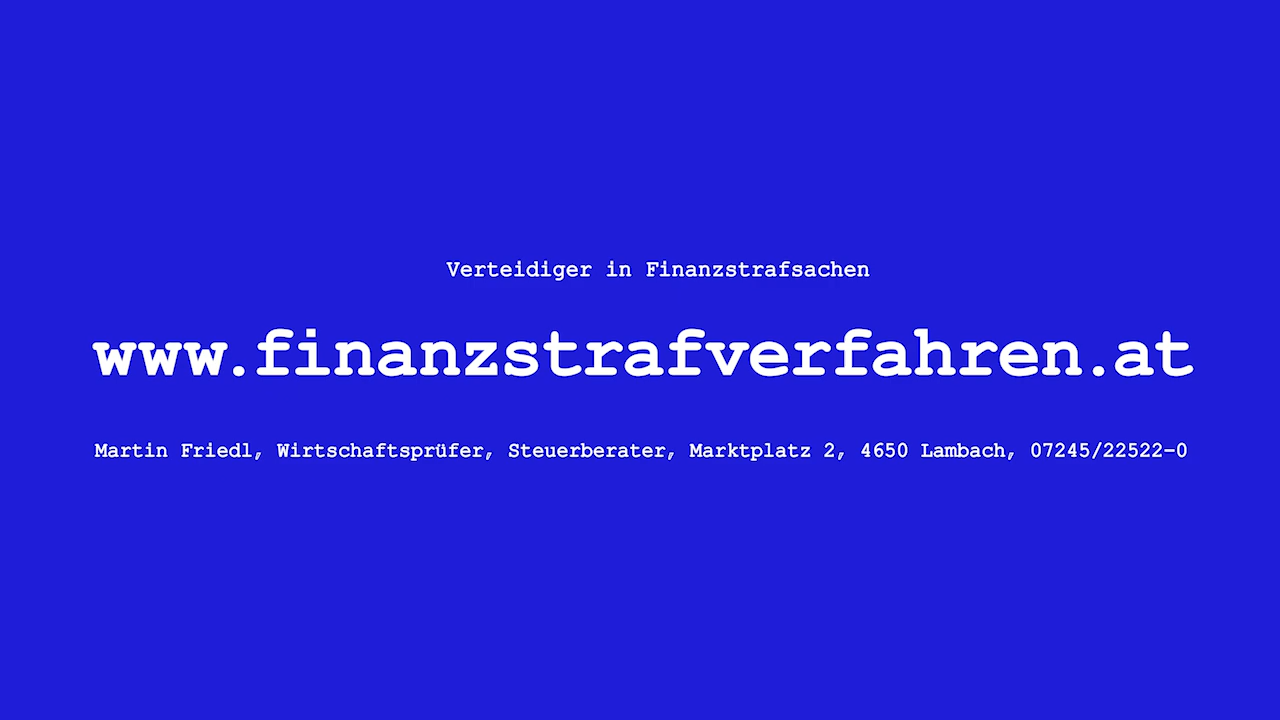 Verteidiger in Finanzstrafsachen
www.finanzstrafverfahren.at
Martin Friedl, Wirtschaftsprüfer, Steuerberater, Marktplatz 2, 4650 Lambach, 07245/22522-0